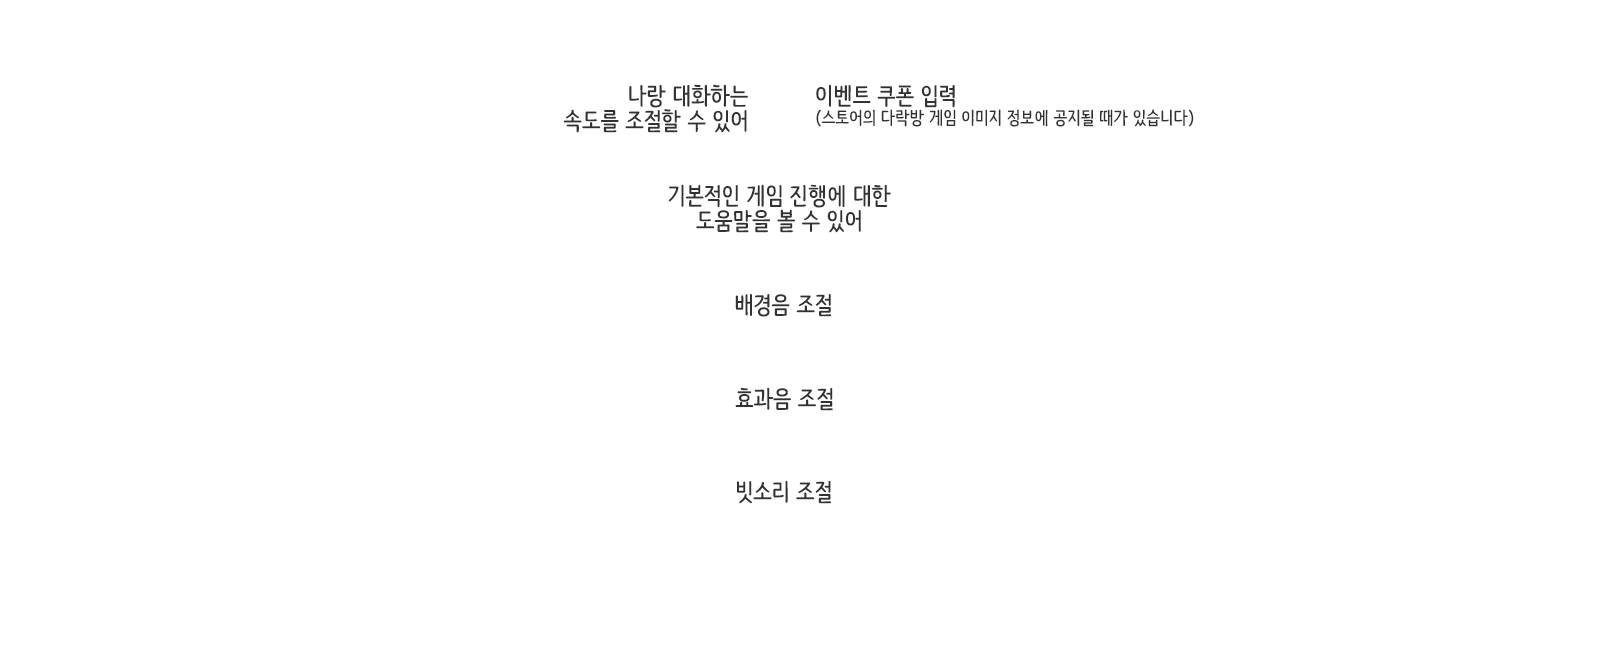 나랑 대화하는
속도를 조절할 수 있어
이벤트 쿠폰 입력
(스토어의 다락방 게임 이미지 정보에 공지될 때가 있습니다)
기본적인 게임 진행에 대한
도움말을 볼 수 있어
배경음 조절
효과음 조절
빗소리 조절